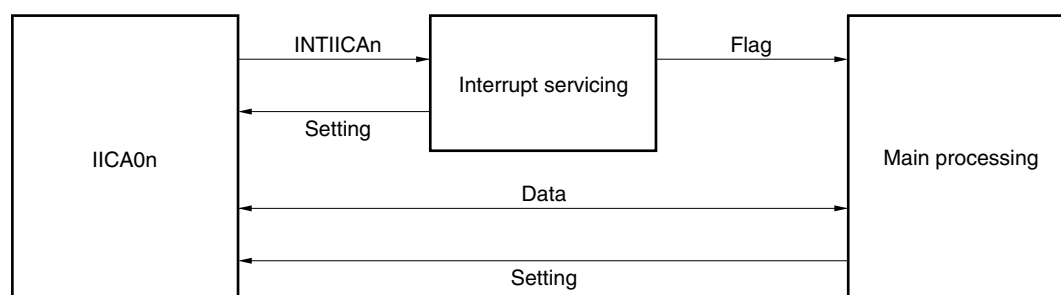 INTIICAn
Flag
Interrupt servicing
Setting
IICA0n
Main processing
Data
Setting